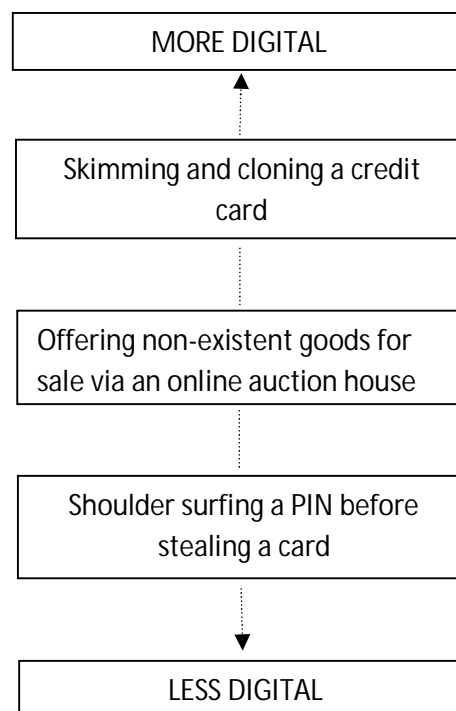 MORE DIGITAL
Skimming and cloning a credit
card
Offering non-existent goods for
sale via an online auction house
Shoulder surfing a PIN before
stealing a card
LESS DIGITAL